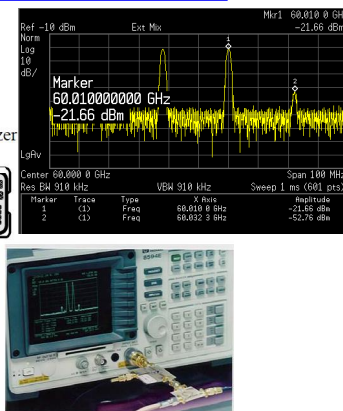 Mkr1 60.010 0 GH
Ref -10 dBm Ext Mix -21.66 dBm
Norm
Log
10
dB/
1
2
Marker
60.010000000 GHz
-21.66 dBm
zer
LgAv
Center 60.000 0 GHz Span 100 MHz
Res BW 910 kHz VBW 910 kHz Sweep 1 ms (601 pts)
Marker Trace Type X Axis Amplitude
1 (1) Freq 60.010 0 GHz -21.66 dBm
2 (1) Freq 60.032 3 GHz -52.76 dBm
8594E